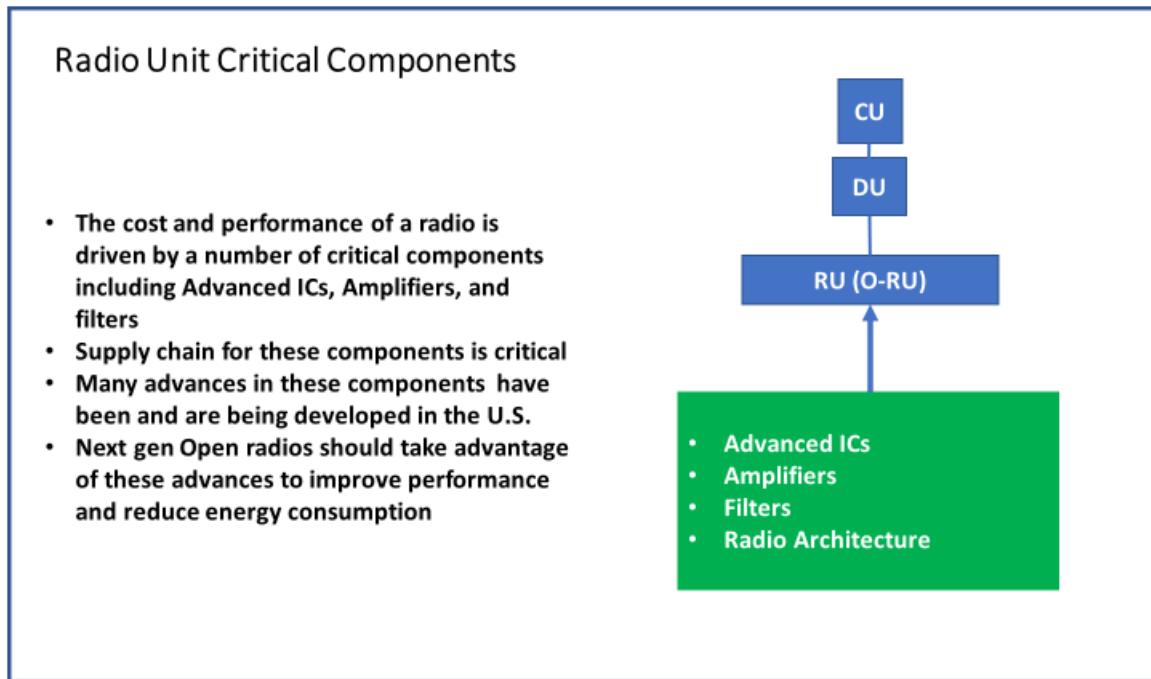 Radio Unit Critical Components
• The cost and performance of a radio is
driven by a number of critical components
including Advanced ICs, Amplifiers, and
filters
• Supply chain for these components is critical
• Many advances in these components have
been and are being developed in the U.S.
• Next gen Open radios should take advantage
of these advances to improve performance
and reduce energy consumption
CU
DU
RU (O-RU)
• Advanced ICs
• Amplifiers
• Filters
• Radio Architecture